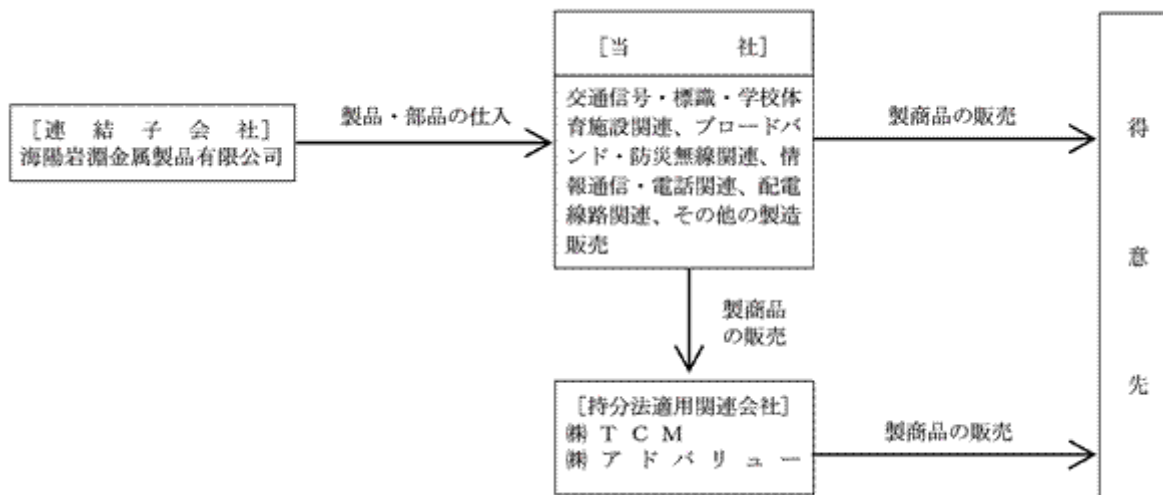 [連結子会社]
海陽岩淵金属製品有限公司
製品・部品の仕入
[当社]
交通信号・標識・学校体
育施設関連、ブロードバ
ンド・防災無線関連、情
報通信・電話関連、配電
線路関連、その他の製造
販売
製商品の販売
製商品
の販売
[持分法適用関連会社]
㈱TCM
㈱アドバリュー
製商品の販売
得意先